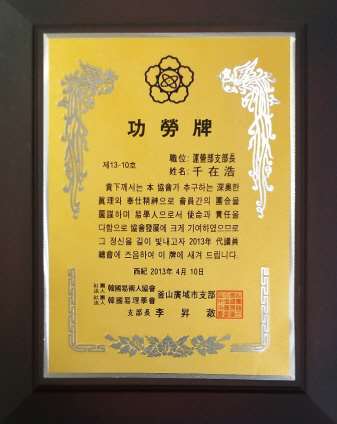 功勞牌
제13-10호
職位: 運營部支部長
姓名: 千在浩
貴下께서는 本 協會가 추구하는 深奧한
眞理와 奉仕精神으로 會員간의 團合을
圖謀하며 易學人으로서 使命과 責任을
다함으로 協會發展에 크게 기여하였으므로
그 정신을 길이 빛내고자 2013年 代議員
總會에 즈음하여 이 牌에 새겨 드립니다.
西紀 2013年 4月 10日
社團法人 韓國易術人協會
社團法人 韓國易理學會
釜山廣域市支部
支部長 李昇澈